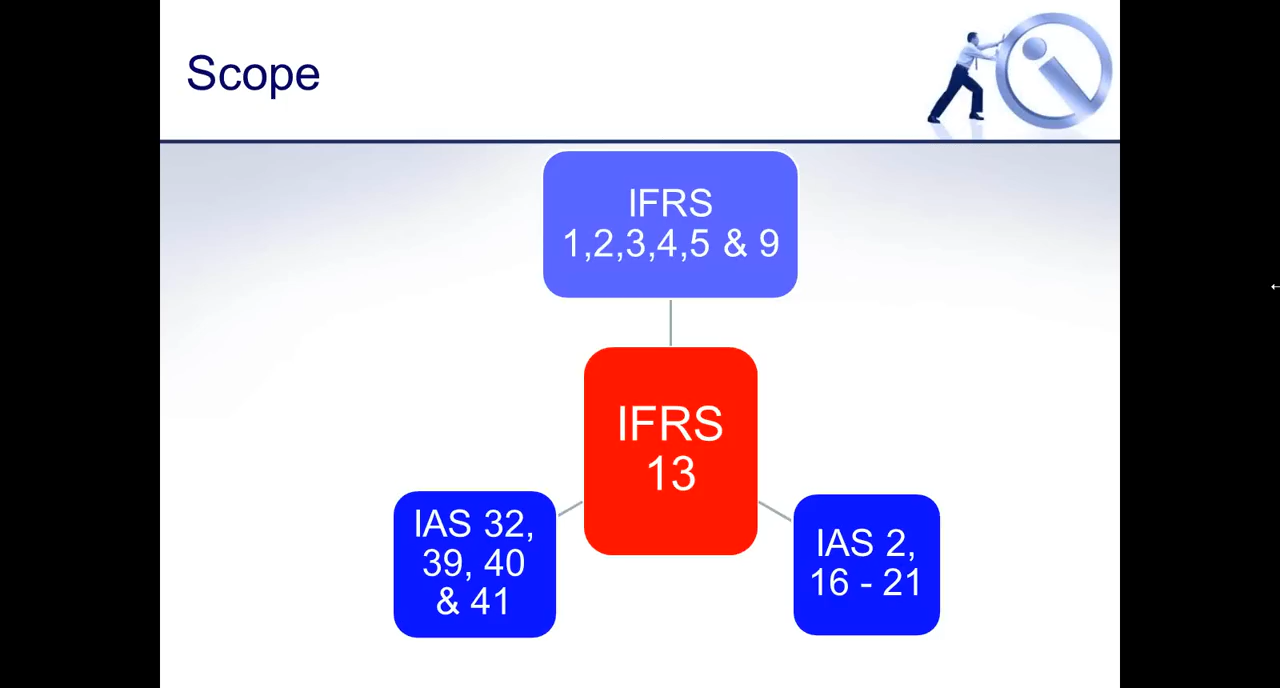 Scope
IFRS
1,2,3,4,5 & 9
IFRS
13
IAS 32,
39, 40
& 41
IAS 2,
16 - 21